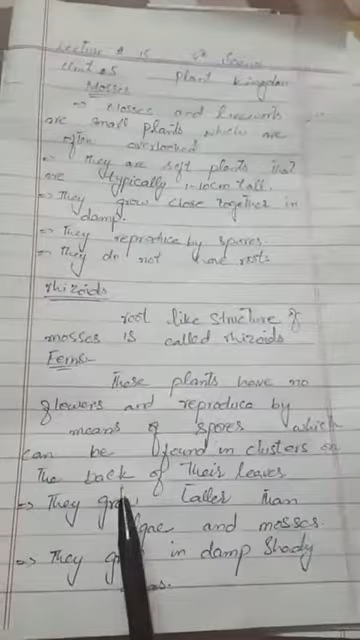 Lecture # 15 6th Science
Unit # 5 Plant Kingdom
Mosses
⇒ Mosses and liverworts
are small plants which are
often overlooked
⇒ They are soft plants that
are typically 1-10cm tall.
⇒ They grow close together in
damp.
⇒ They reproduce by spores.
⇒ They do not have roots
Rhizoids
root like structure of
mosses is called rhizoids
Ferns
These plants have no
flowers and reproduce by
means of spores which
can be found in clusters on
the back of their leaves
⇒ They grow taller than
algae and mosses.
⇒ They in damp shady